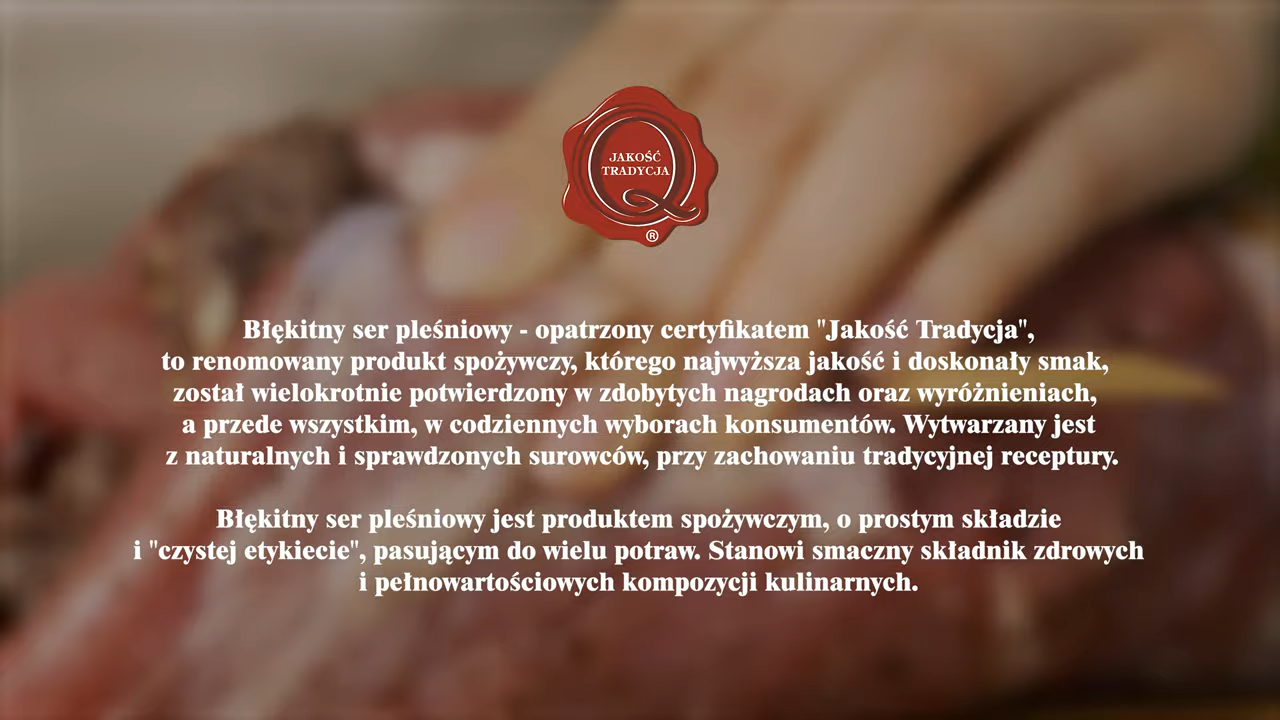 JAKOŚĆ
TRADYCJA
®
Błękitny ser pleśniowy - opatrzony certyfikatem "Jakość Tradycja",
to renomowany produkt spożywczy, którego najwyższa jakość i doskonały smak,
został wielokrotnie potwierdzony w zdobytych nagrodach oraz wyróżnieniach,
a przede wszystkim, w codziennych wyborach konsumentów. Wytwarzany jest
z naturalnych i sprawdzonych surowców, przy zachowaniu tradycyjnej receptury.
Błękitny ser pleśniowy jest produktem spożywczym, o prostym składzie
i "czystej etykiecie", pasującym do wielu potraw. Stanowi smaczny składnik zdrowych
i pełnowartościowych kompozycji kulinarnych.